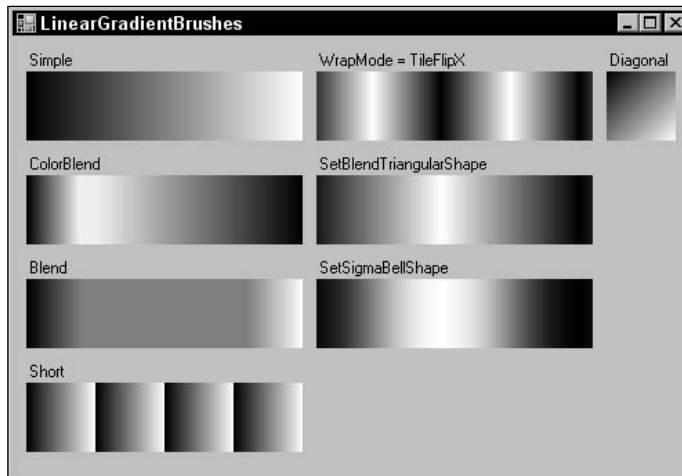 LinearGradientBrushes
Simple
WrapMode = TileFlipX
Diagonal
ColorBlend
SetBlendTriangularShape
Blend
SetSigmaBellShape
Short